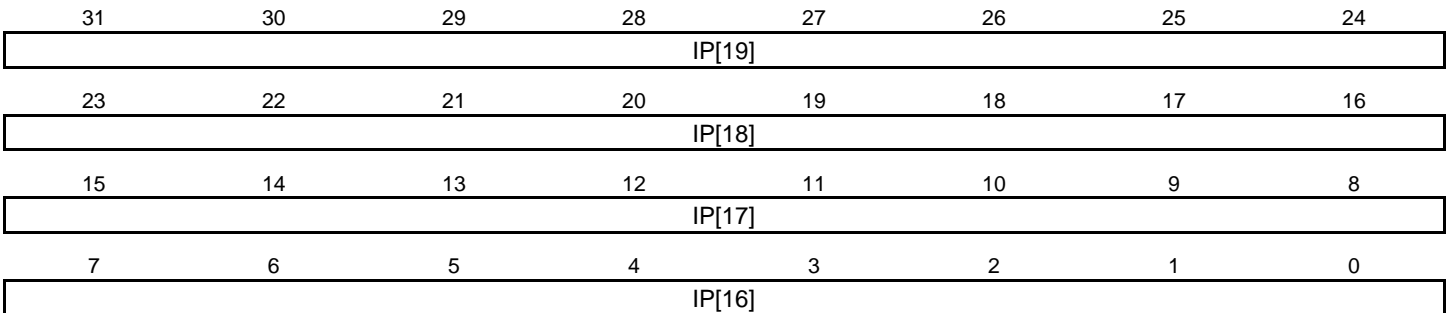 31 30 29 28 27 26 25 24
IP[19]
23 22 21 20 19 18 17 16
IP[18]
15 14 13 12 11 10 9 8
IP[17]
7 6 5 4 3 2 1 0
IP[16]